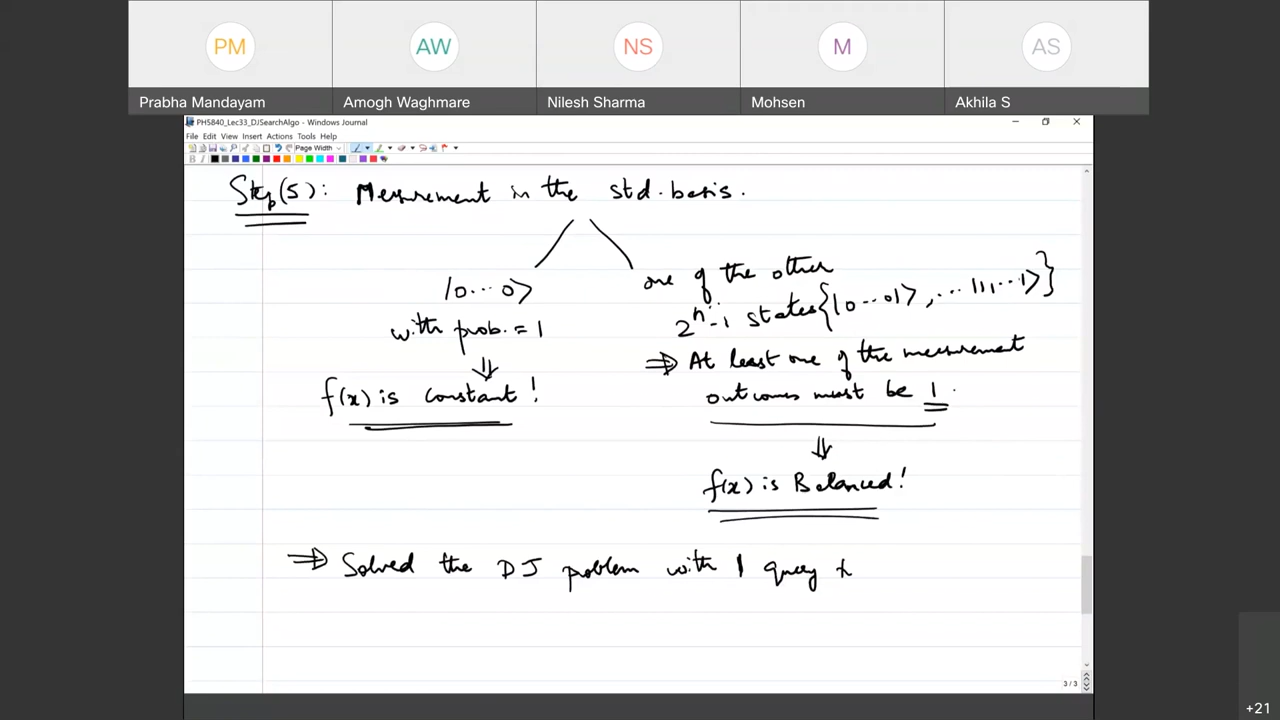 PM AW NS M AS
Prabha Mandayam Amogh Waghmare Nilesh Sharma Mohsen Akhila S
PH5840_Lec33_DJSearchAlgo - Windows Journal
File Edit View Insert Actions Tools Help
Page Width
Step(5): Measurement in the std. basis.
|0...0>
with prob. = 1
⇓
f(x) is constant!
one of the other
2^n-1 states {|0...01>, ... |11...1>}
⇒ At least one of the measurement
outcomes must be 1.
⇓
f(x) is Balanced!
⇒ Solved the DJ problem with 1 query
3 / 3
+21